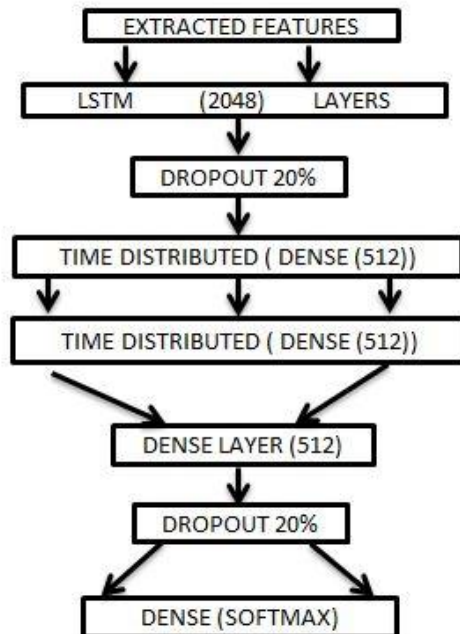 EXTRACTED FEATURES
LSTM (2048) LAYERS
DROPOUT 20%
TIME DISTRIBUTED ( DENSE (512))
TIME DISTRIBUTED ( DENSE (512))
DENSE LAYER (512)
DROPOUT 20%
DENSE (SOFTMAX)